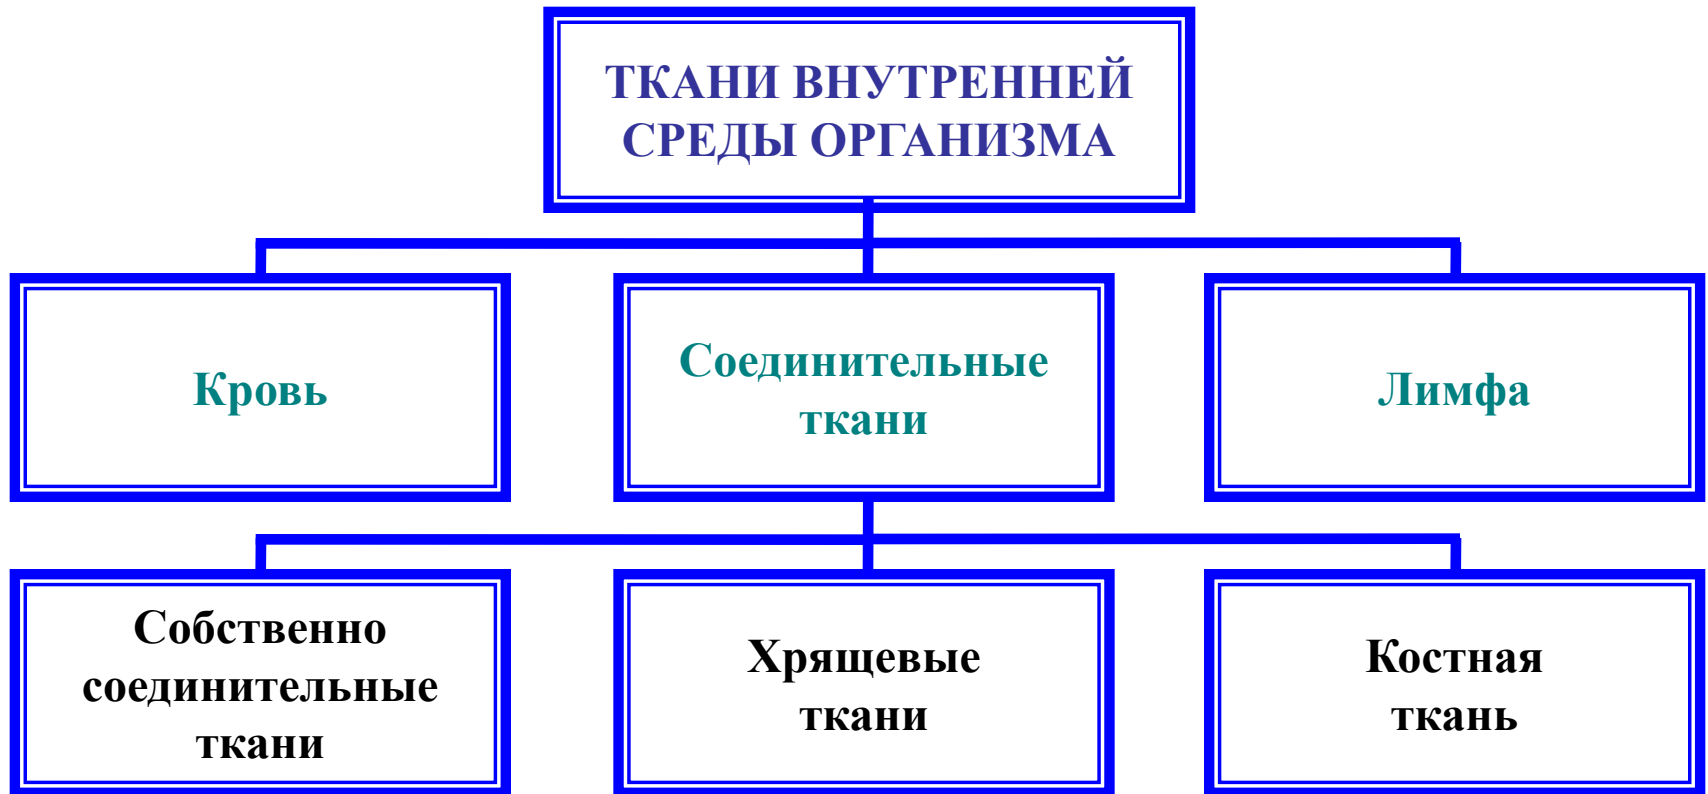 ТКАНИ ВНУТРЕННЕЙ
СРЕДЫ ОРГАНИЗМА
Кровь
Соединительные
ткани
Лимфа
Собственно
соединительные
ткани
Хрящевые
ткани
Костная
ткань